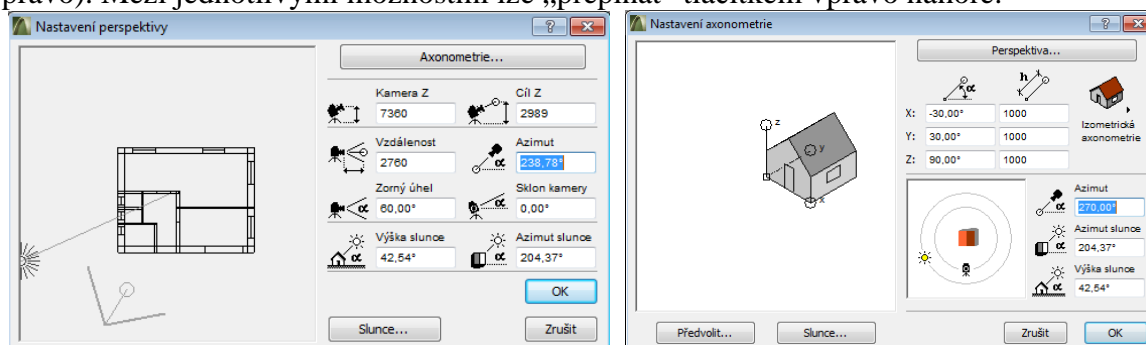 pravo). Mezi jednotlivými možnostmi lze „přepínat“ tlačítkem vpravo nahoře.
Nastavení perspektivy
Axonometrie...
Kamera Z
Cíl Z
7360
2989
Vzdálenost
Azimut
2760
238,78°
Zorný úhel
Sklon kamery
60,00°
0,00°
Výška slunce
Azimut slunce
42,54°
204,37°
OK
Slunce...
Zrušit
Nastavení axonometrie
Perspektiva...
X: -30,00° 1000
Y: 30,00° 1000
Z: 90,00° 1000
Izometrická
axonometrie
z
y
x
Azimut
270,00°
Azimut slunce
204,37°
Výška slunce
42,54°
Předvolit...
Slunce...
Zrušit
OK